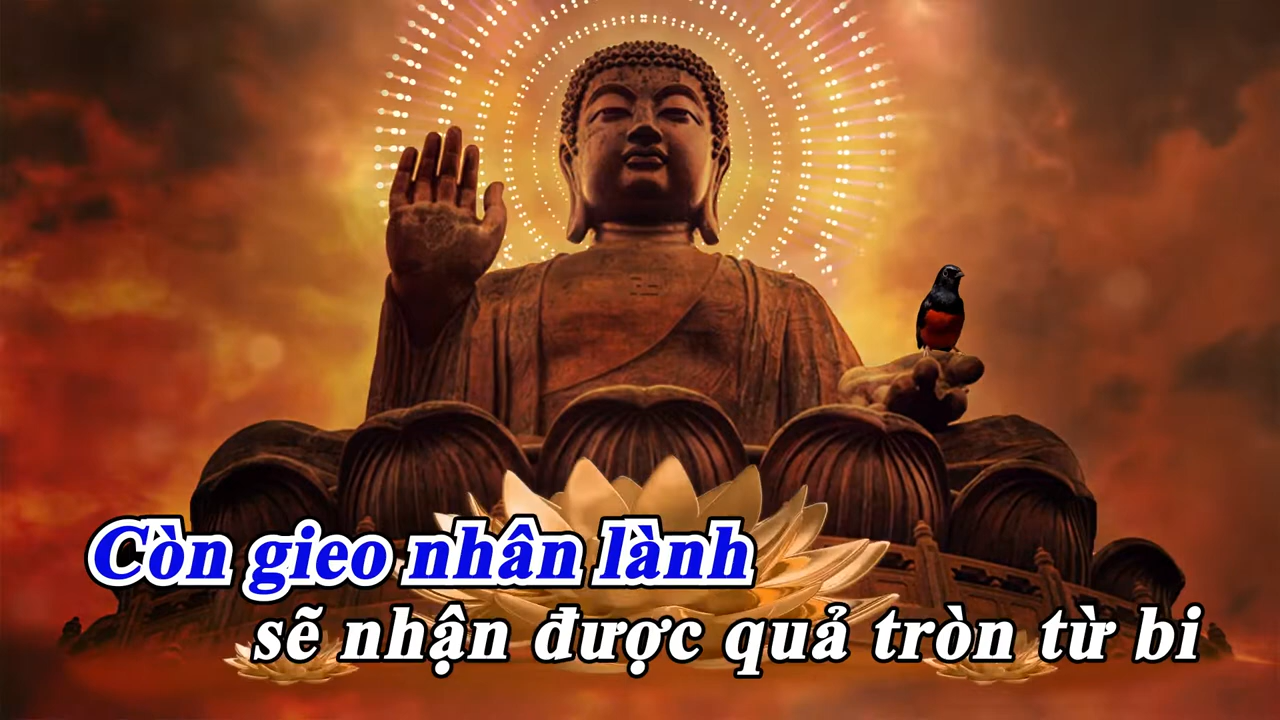 Còn gieo nhân lành
sẽ nhận được quả tròn từ bi